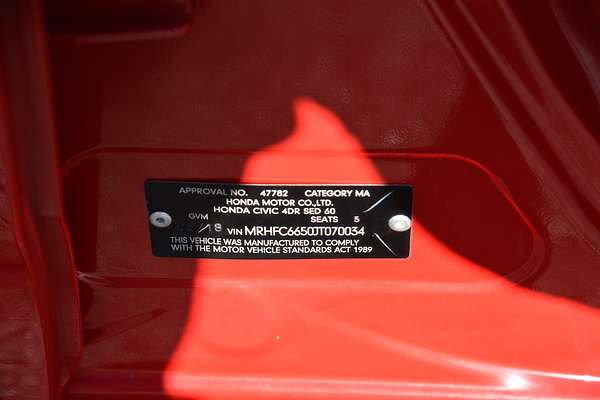 APPROVAL NO. 47782 CATEGORY MA
HONDA MOTOR CO.,LTD.
HONDA CIVIC 4DR SED 60
GVM SEATS 5
/18 VIN MRHFC6650JT070034
THIS VEHICLE WAS MANUFACTURED TO COMPLY
WITH THE MOTOR VEHICLE STANDARDS ACT 1989